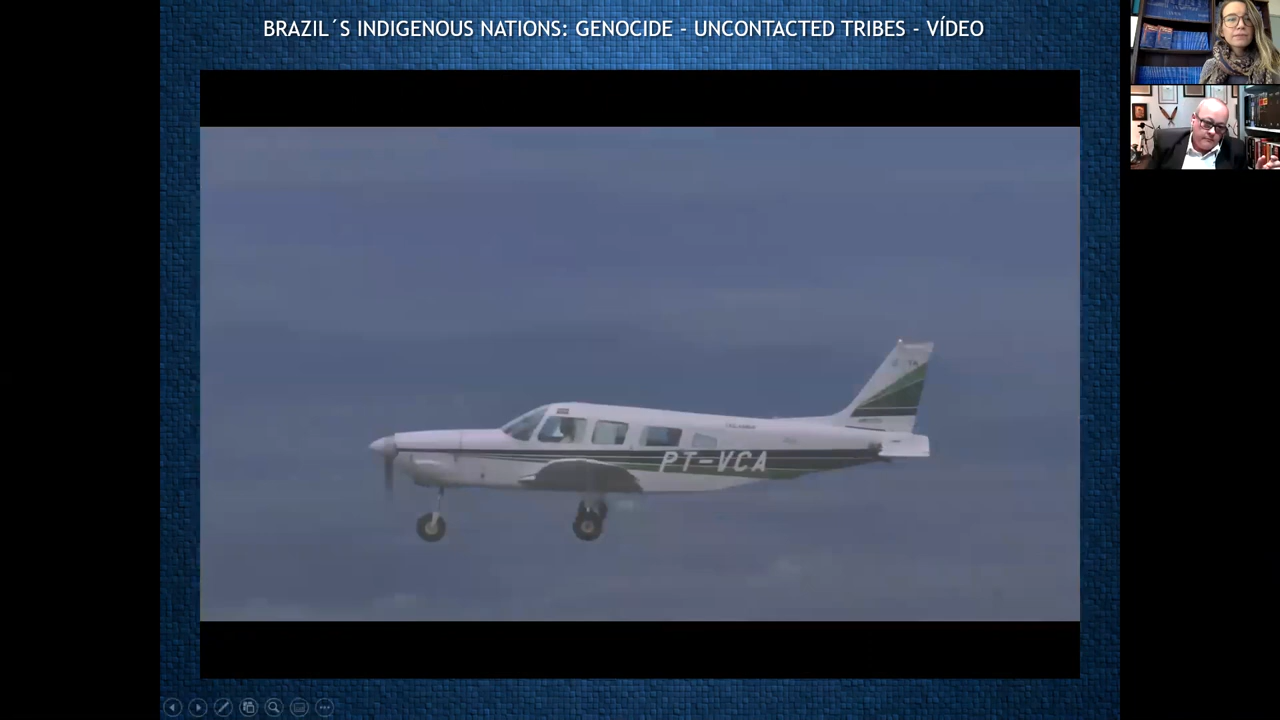 BRAZIL´S INDIGENOUS NATIONS: GENOCIDE - UNCONTACTED TRIBES - VÍDEO
PT-VCA